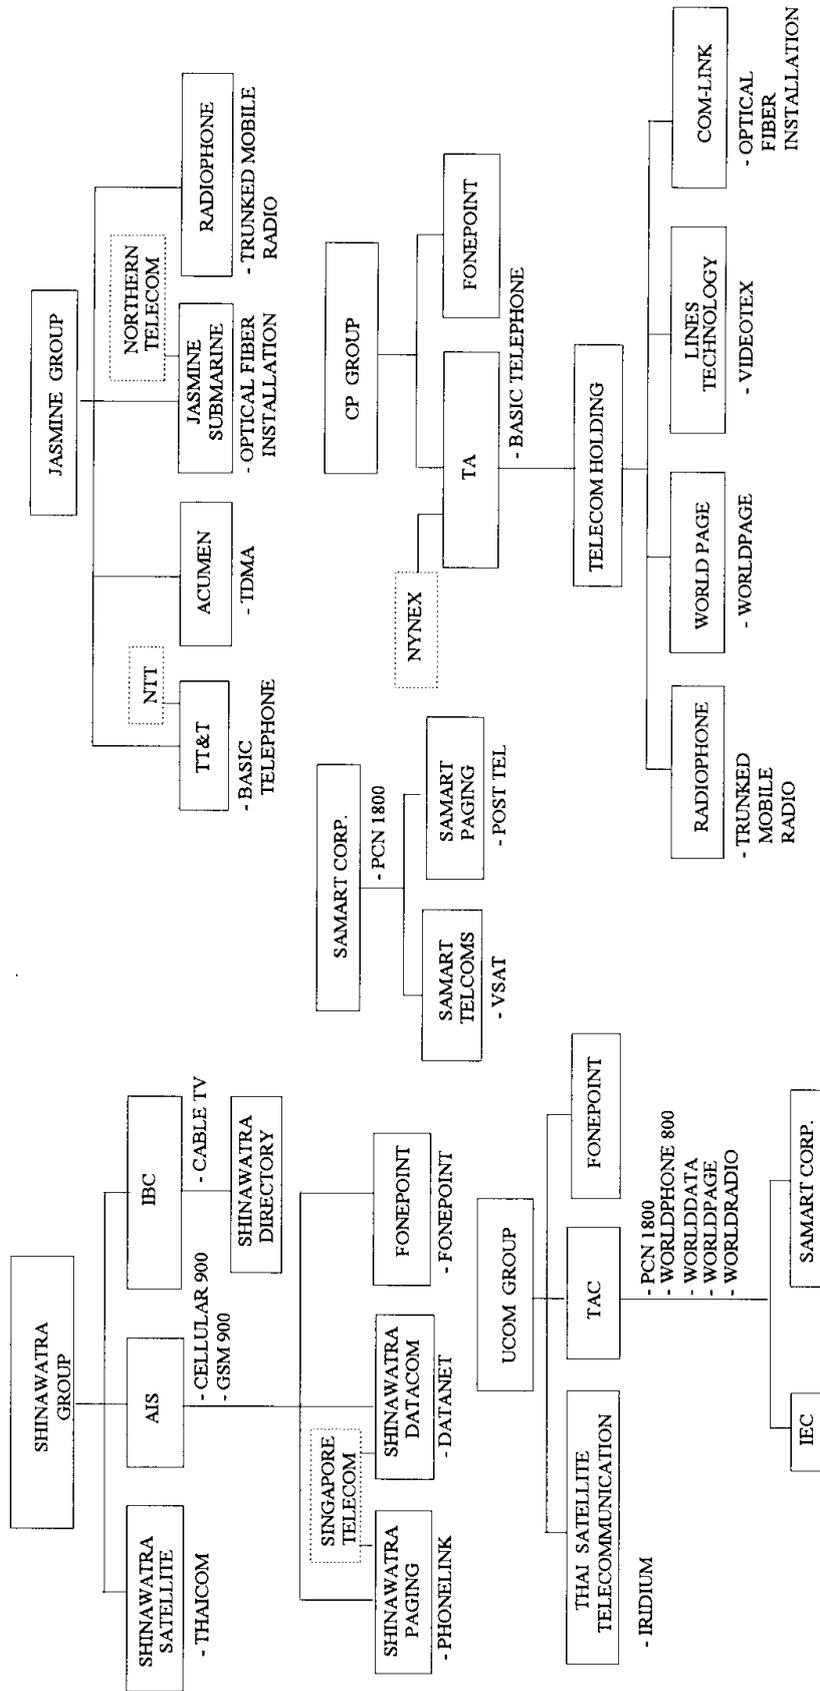 SHINAWATRA
GROUP
SHINAWATRA
SATELLITE
- THAICOM
AIS
- CELLULAR 900
- GSM 900
IBC
- CABLE TV
SHINAWATRA
DIRECTORY
SINGAPORE
TELECOM
SHINAWATRA
PAGING
- PHONELINK
SHINAWATRA
DATACOM
- DATANET
FONEPOINT
- FONEPOINT
UCOM GROUP
THAI SATELLITE
TELECOMMUNICATION
- IRIDIUM
TAC
- PCN 1800
- WORLDPHONE 800
- WORLDDATA
- WORLDPAGE
- WORLDRADIO
FONEPOINT
IEC
SAMART CORP.
SAMART CORP.
- PCN 1800
SAMART
TELCOMS
- VSAT
SAMART
PAGING
- POST TEL
JASMINE GROUP
NTT
TT&T
- BASIC
TELEPHONE
ACUMEN
- TDMA
NORTHERN
TELECOM
JASMINE
SUBMARINE
- OPTICAL FIBER
INSTALLATION
RADIOPHONE
- TRUNKED MOBILE
RADIO
CP GROUP
NYNEX
TA
- BASIC TELEPHONE
FONEPOINT
TELECOM HOLDING
RADIOPHONE
- TRUNKED
MOBILE
RADIO
WORLD PAGE
- WORLDPAGE
LINES
TECHNOLOGY
- VIDEOTEX
COM-LINK
- OPTICAL
FIBER
INSTALLATION